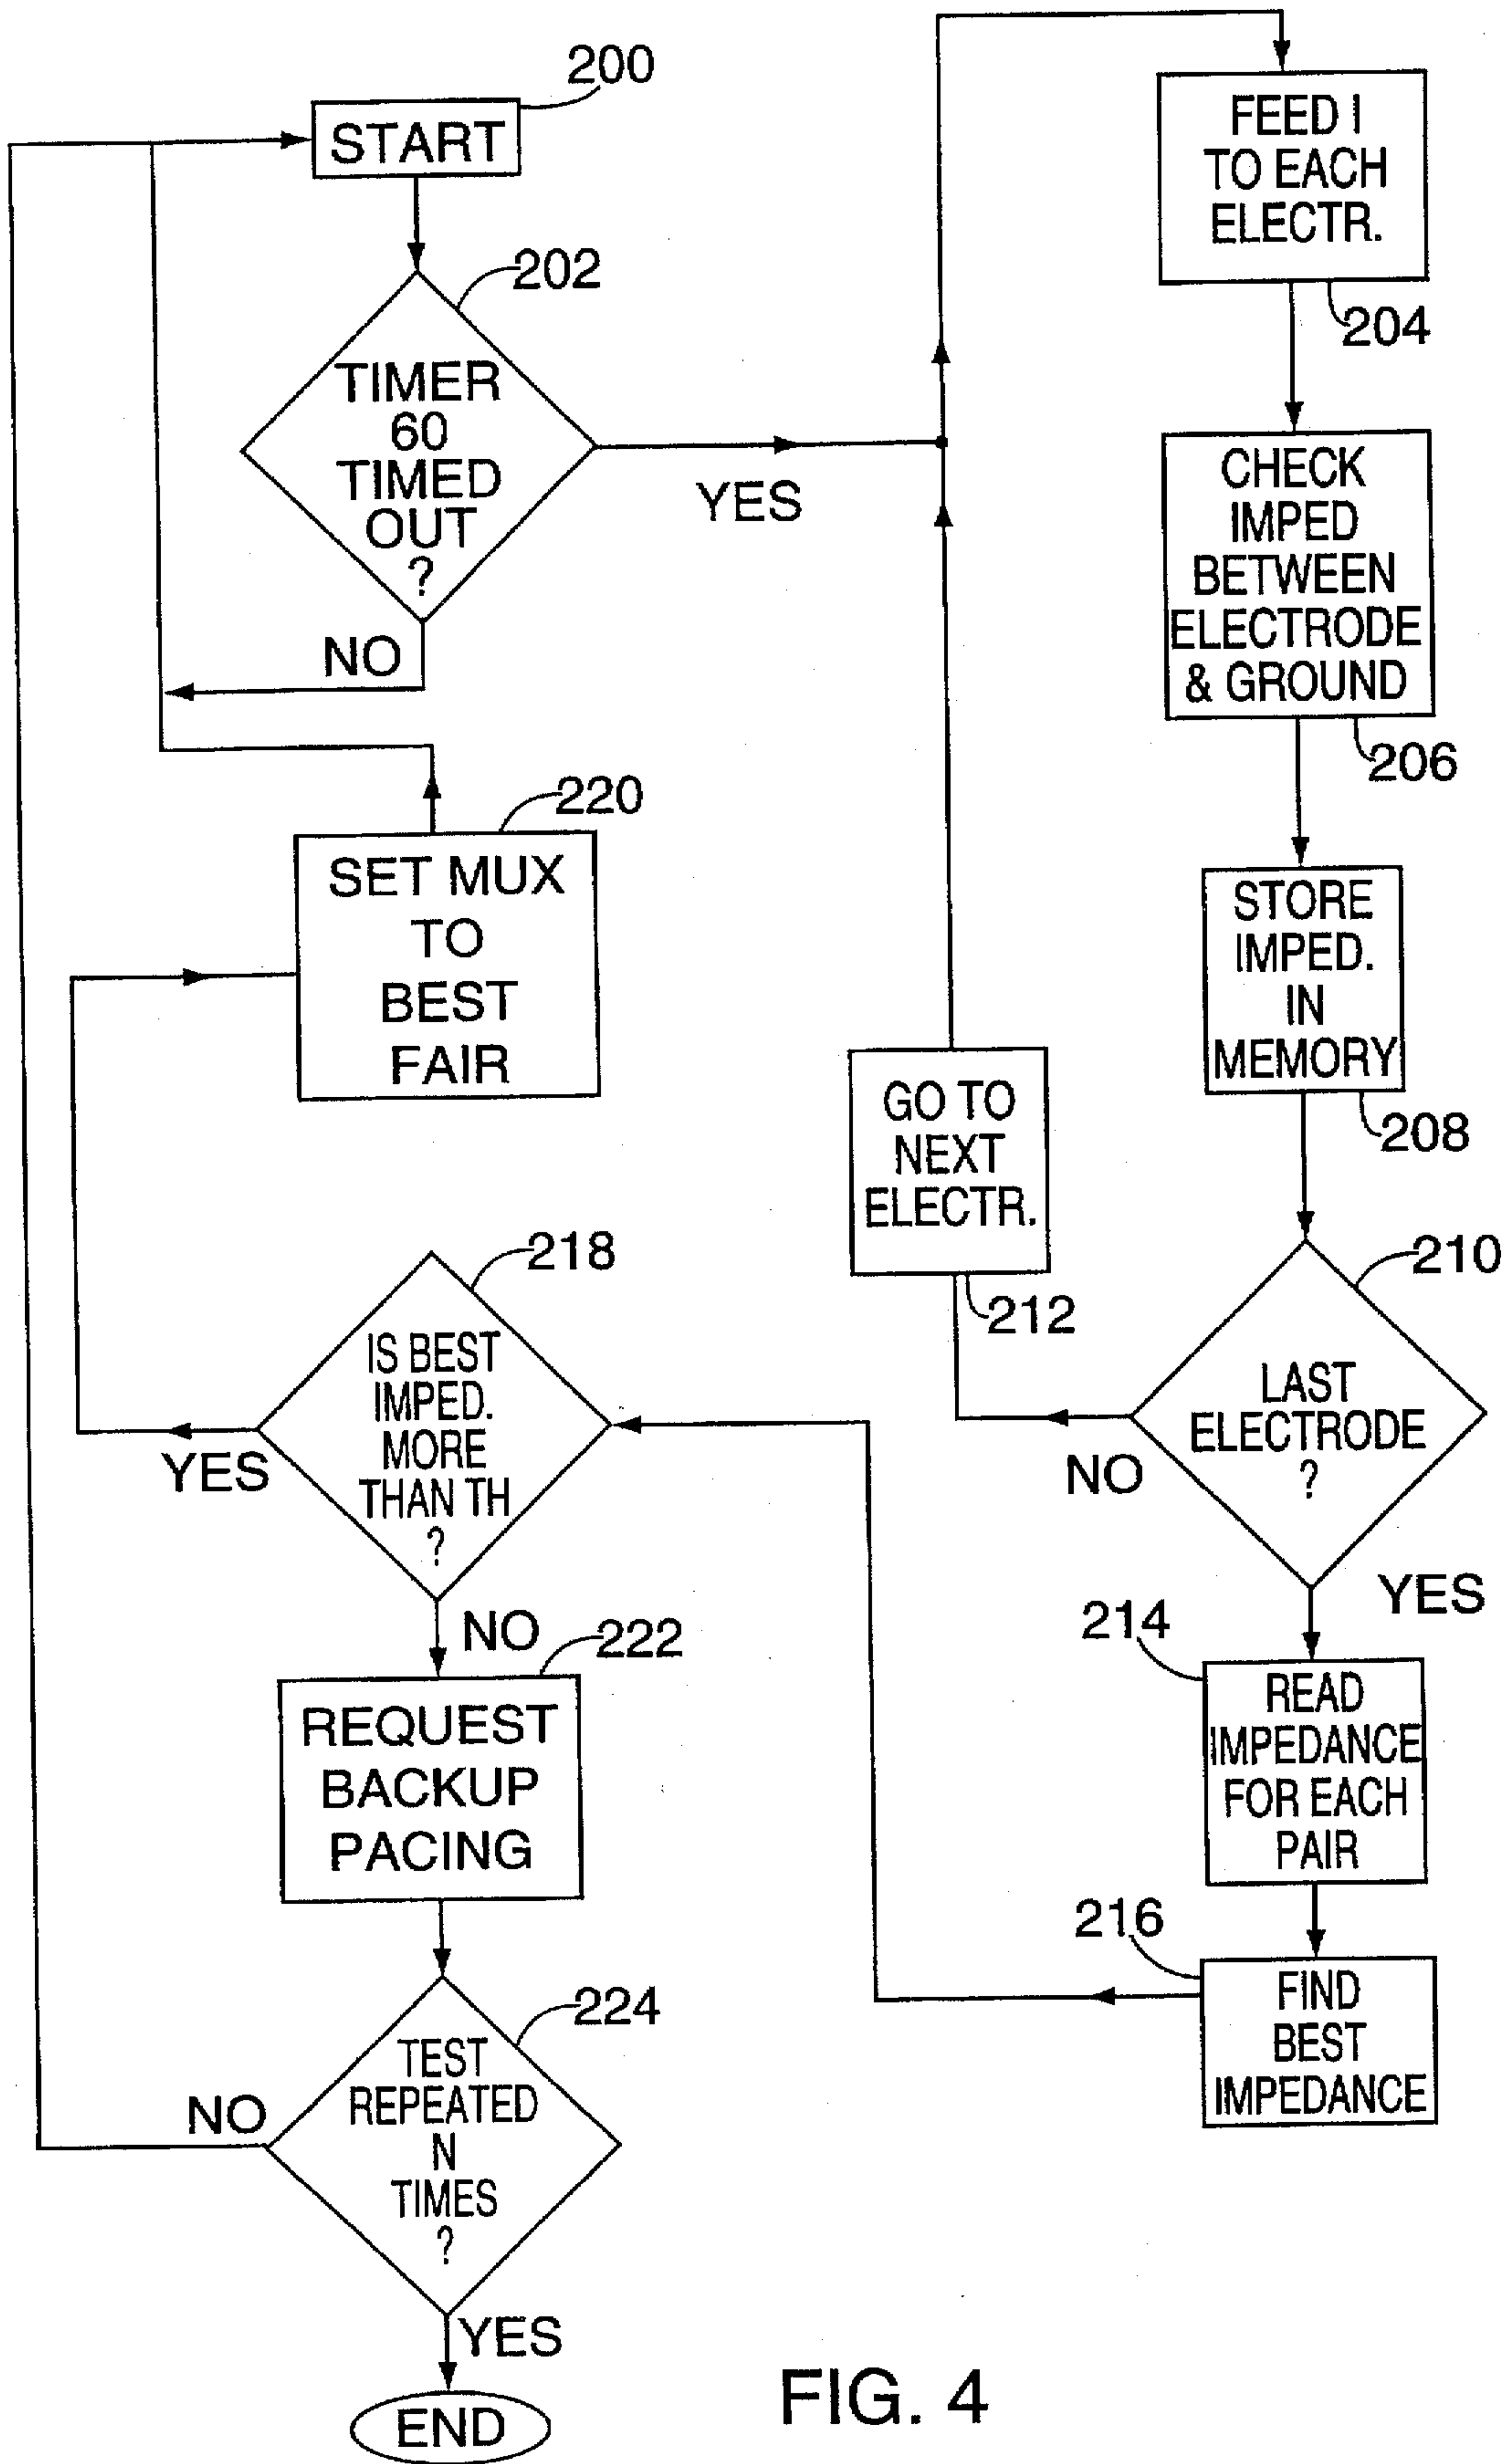 200
START
202
TIMER
60
TIMED
OUT
?
YES
NO
FEED I
TO EACH
ELECTR.
204
CHECK
IMPED
BETWEEN
ELECTRODE
& GROUND
206
STORE
IMPED.
IN
MEMORY
208
210
LAST
ELECTRODE
?
NO
YES
GO TO
NEXT
ELECTR.
212
214
READ
IMPEDANCE
FOR EACH
PAIR
216
FIND
BEST
IMPEDANCE
218
IS BEST
IMPED.
MORE
THAN TH
?
YES
NO
220
SET MUX
TO
BEST
FAIR
222
REQUEST
BACKUP
PACING
224
TEST
REPEATED
N
TIMES
?
NO
YES
END
FIG. 4